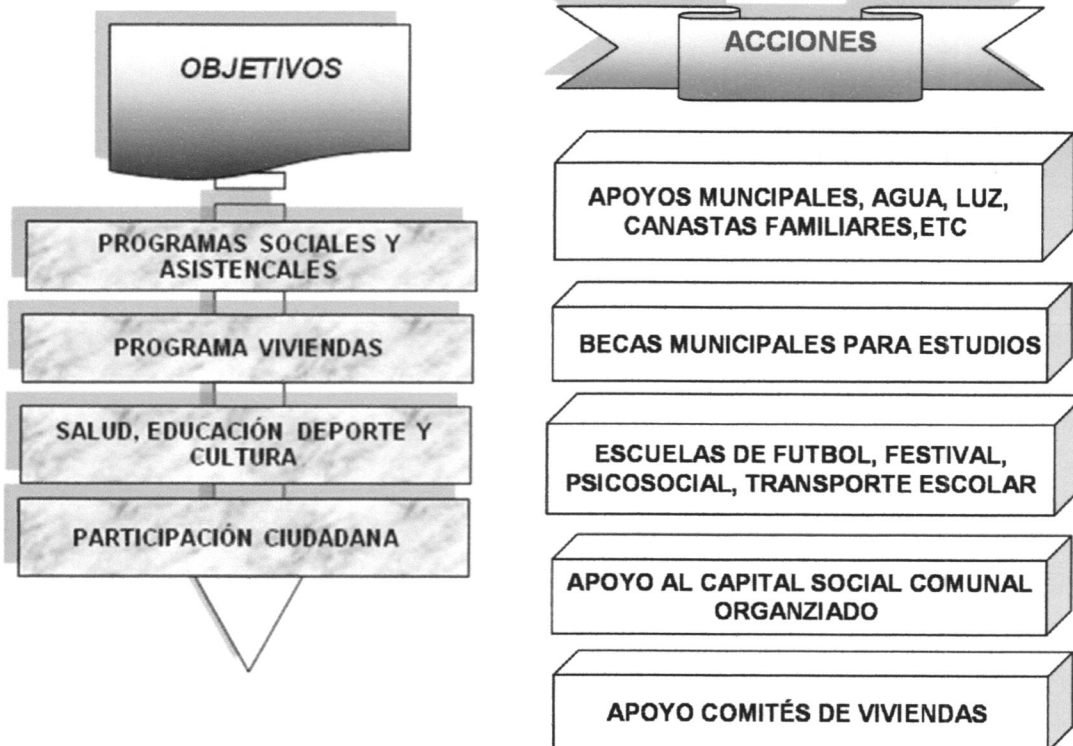 OBJETIVOS
PROGRAMAS SOCIALES Y
ASISTENCALES
PROGRAMA VIVIENDAS
SALUD, EDUCACIÓN DEPORTE Y
CULTURA
PARTICIPACIÓN CIUDADANA
ACCIONES
APOYOS MUNCIPALES, AGUA, LUZ,
CANASTAS FAMILIARES,ETC
BECAS MUNICIPALES PARA ESTUDIOS
ESCUELAS DE FUTBOL, FESTIVAL,
PSICOSOCIAL, TRANSPORTE ESCOLAR
APOYO AL CAPITAL SOCIAL COMUNAL
ORGANZIADO
APOYO COMITÉS DE VIVIENDAS